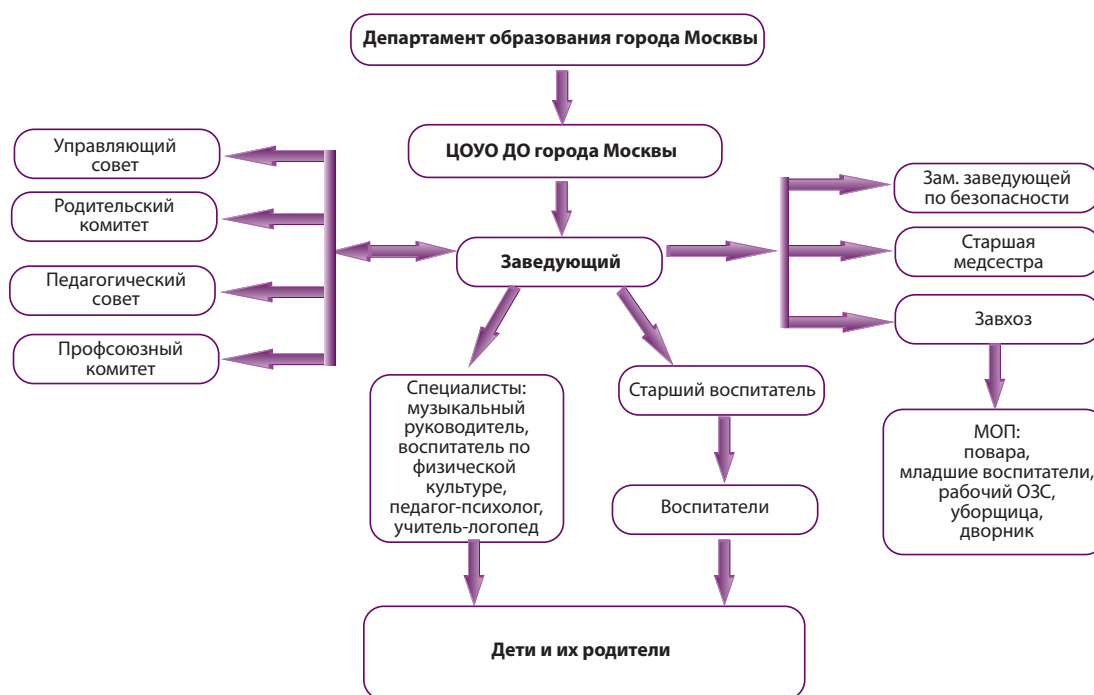 Департамент образования города Москвы
ЦОУО ДО города Москвы
Управляющий
совет
Родительский
комитет
Педагогический
совет
Профсоюзный
комитет
Заведующий
Зам. заведующей
по безопасности
Старшая
медсестра
Завхоз
Специалисты:
музыкальный
руководитель,
воспитатель по
физической
культуре,
педагог-психолог,
учитель-логопед
Старший воспитатель
Воспитатели
МОП:
повара,
младшие воспитатели,
рабочий ОЗС,
уборщица,
дворник
Дети и их родители